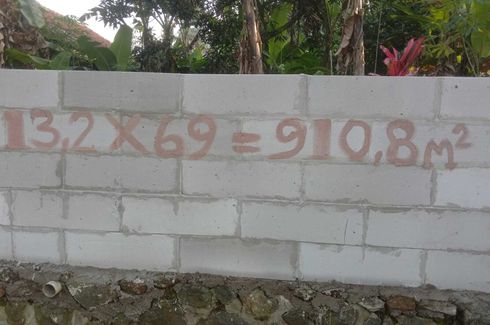 13,2 X 69 = 910,8 m²